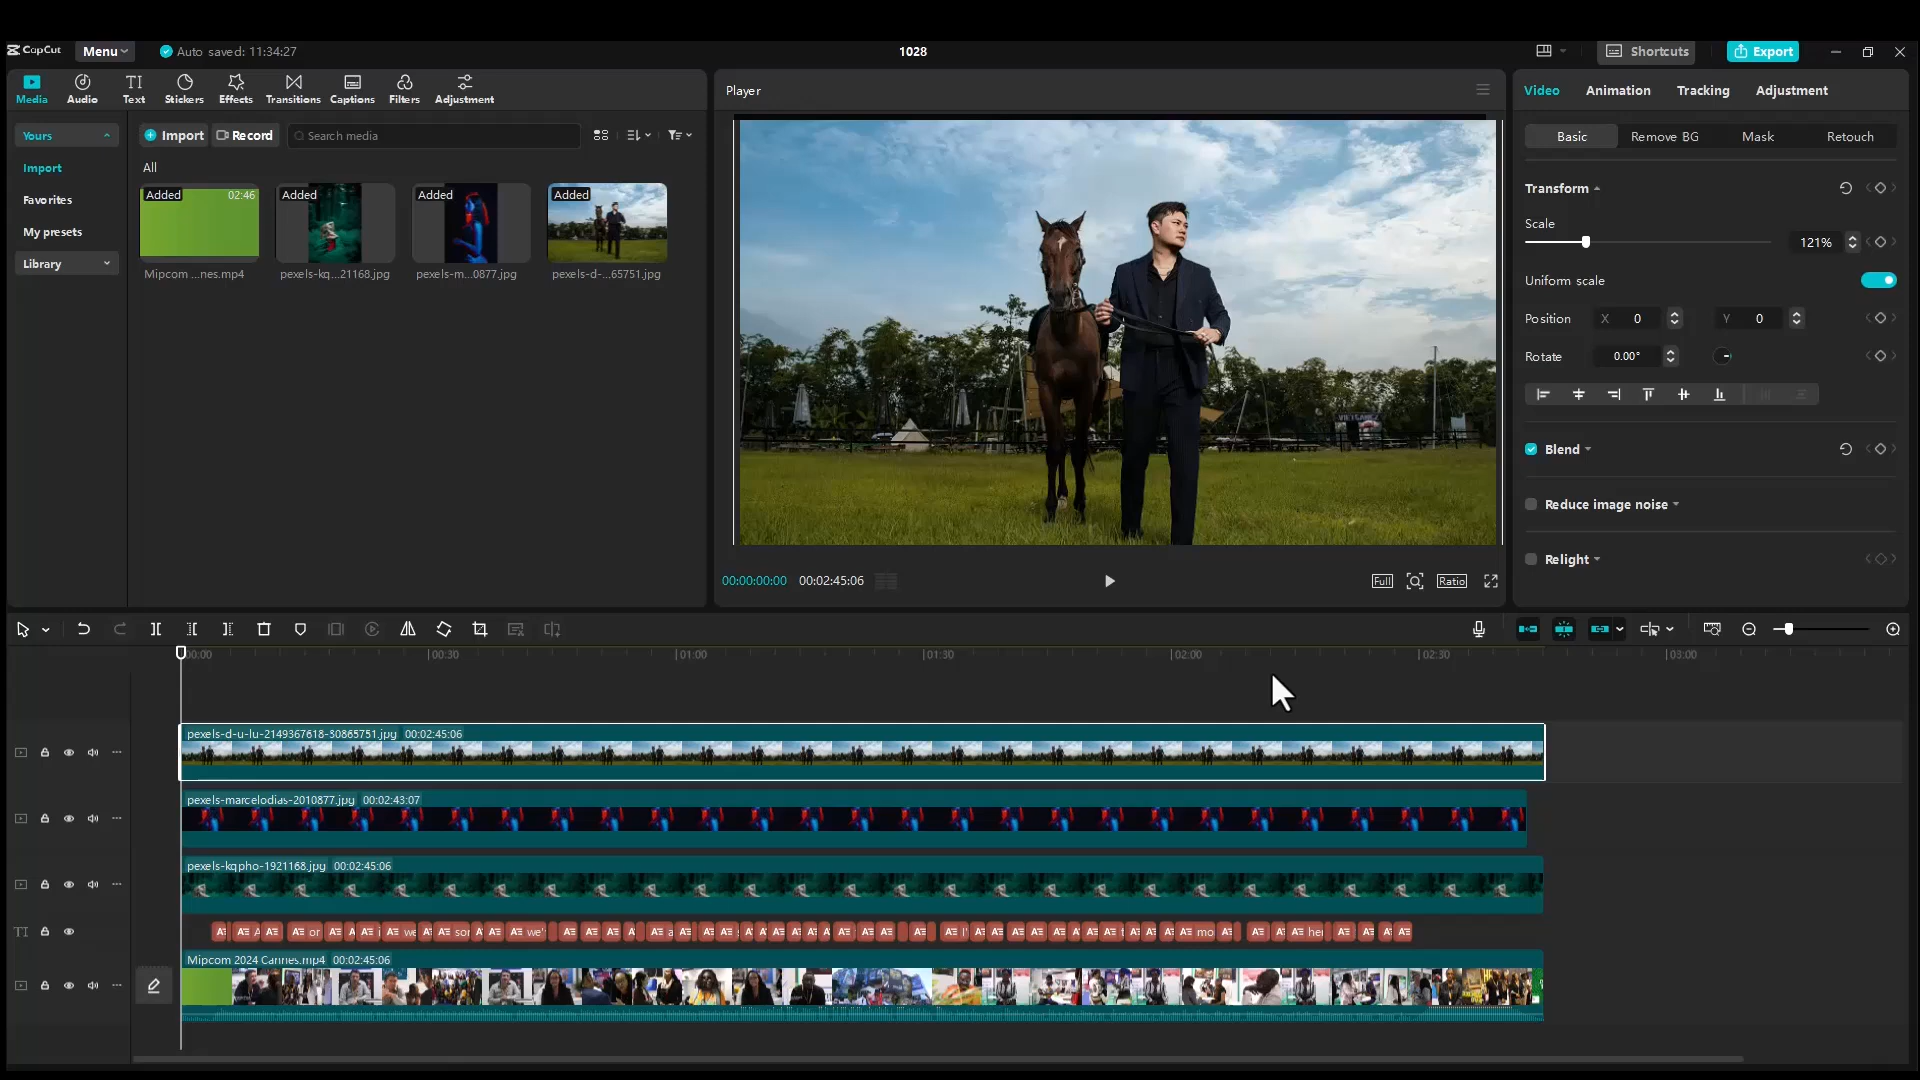 CapCut Menu Auto saved: 11:34:27 1028 Shortcuts Export
Media Audio Text Stickers Effects Transitions Captions Filters Adjustment
Player
Video Animation Tracking Adjustment
Yours Import Record Search media
Basic Remove BG Mask Retouch
Import
All
Favorites
My presets
Library
Added 02:46 Added Added Added
Mipcom ...nes.mp4 pexels-kq...21168.jpg pexels-m...0877.jpg pexels-d-...65751.jpg
Transform
Scale
121%
Uniform scale
Position X 0 Y 0
Rotate 0.00°
Blend
Reduce image noise
Relight
00:00:00:00 00:02:45:06 Full Ratio
00:00 00:30 01:00 01:30 02:00 02:30 03:00
pexels-d-u-lu-2149367618-30865751.jpg 00:02:45:06
pexels-marcelodias-2010877.jpg 00:02:43:07
pexels-kqpho-1921168.jpg 00:02:45:06
or we sor we' mo her
Mipcom 2024 Cannes.mp4 00:02:45:06